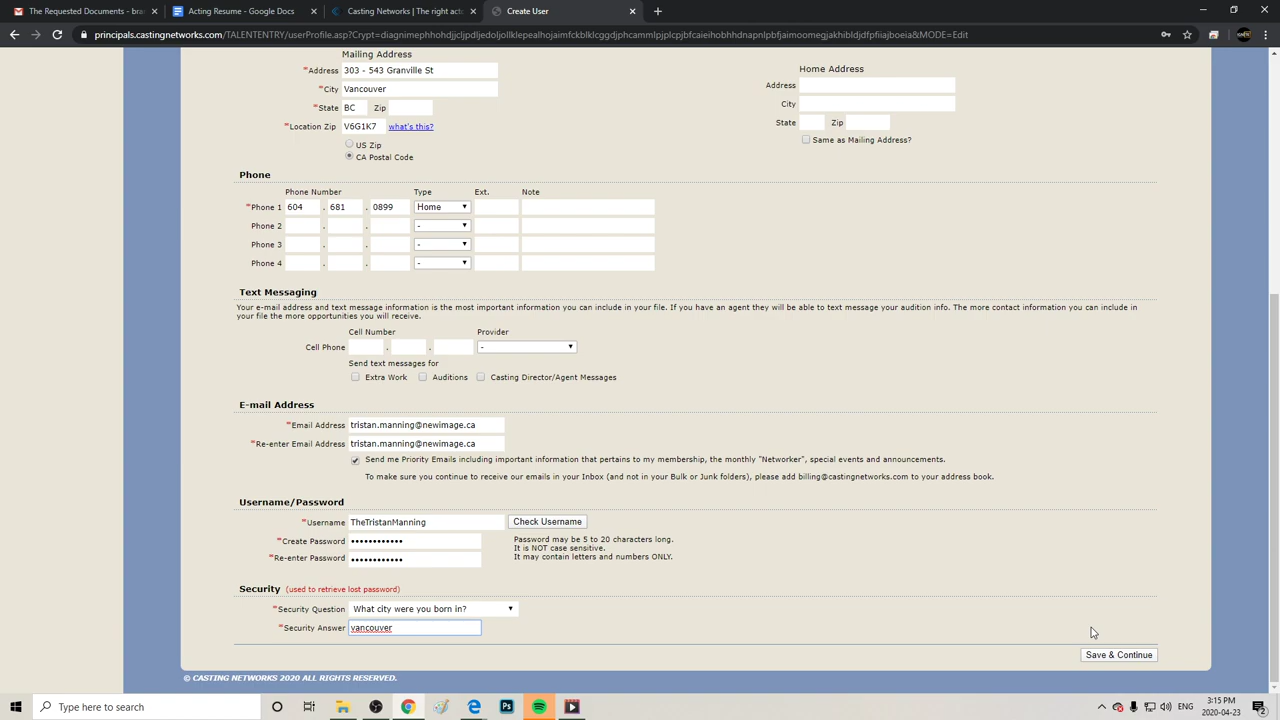 The Requested Documents - bran
Acting Resume - Google Docs
Casting Networks | The right acto
Create User
principals.castingnetworks.com/TALENTENTRY/userProfile.asp?Crypt=diagnimephhohdjjcljpdljedoljollklepealhojaimfckblklcggdjphcammlpjplcpjbfcaieihobhhdnapnlpbfjaimoomegjakhibldjfdfpfiiajboeia&MODE=Edit
Mailing Address
*Address 303 - 543 Granville St
*City Vancouver
*State BC Zip
*Location Zip V6G1K7 what's this?
US Zip
CA Postal Code
Home Address
Address
City
State Zip
Same as Mailing Address?
Phone
Phone Number Type Ext. Note
*Phone 1 604 . 681 . 0899 Home
Phone 2 . . -
Phone 3 . . -
Phone 4 . . -
Text Messaging
Your e-mail address and text message information is the most important information you can include in your file. If you have an agent they will be able to text message your audition info. The more contact information you can include in
your file the more opportunities you will receive.
Cell Number Provider
Cell Phone . . -
Send text messages for
Extra Work Auditions Casting Director/Agent Messages
E-mail Address
*Email Address tristan.manning@newimage.ca
*Re-enter Email Address tristan.manning@newimage.ca
Send me Priority Emails including important information that pertains to my membership, the monthly "Networker", special events and announcements.
To make sure you continue to receive our emails in your Inbox (and not in your Bulk or Junk folders), please add billing@castingnetworks.com to your address book.
Username/Password
*Username TheTristanManning Check Username
*Create Password ••••••••••••
*Re-enter Password ••••••••••••
Password may be 5 to 20 characters long.
It is NOT case sensitive.
It may contain letters and numbers ONLY.
Security (used to retrieve lost password)
*Security Question What city were you born in?
*Security Answer vancouver
Save & Continue
© CASTING NETWORKS 2020 ALL RIGHTS RESERVED.
Type here to search
Ps
ENG
3:15 PM
2020-04-23
2